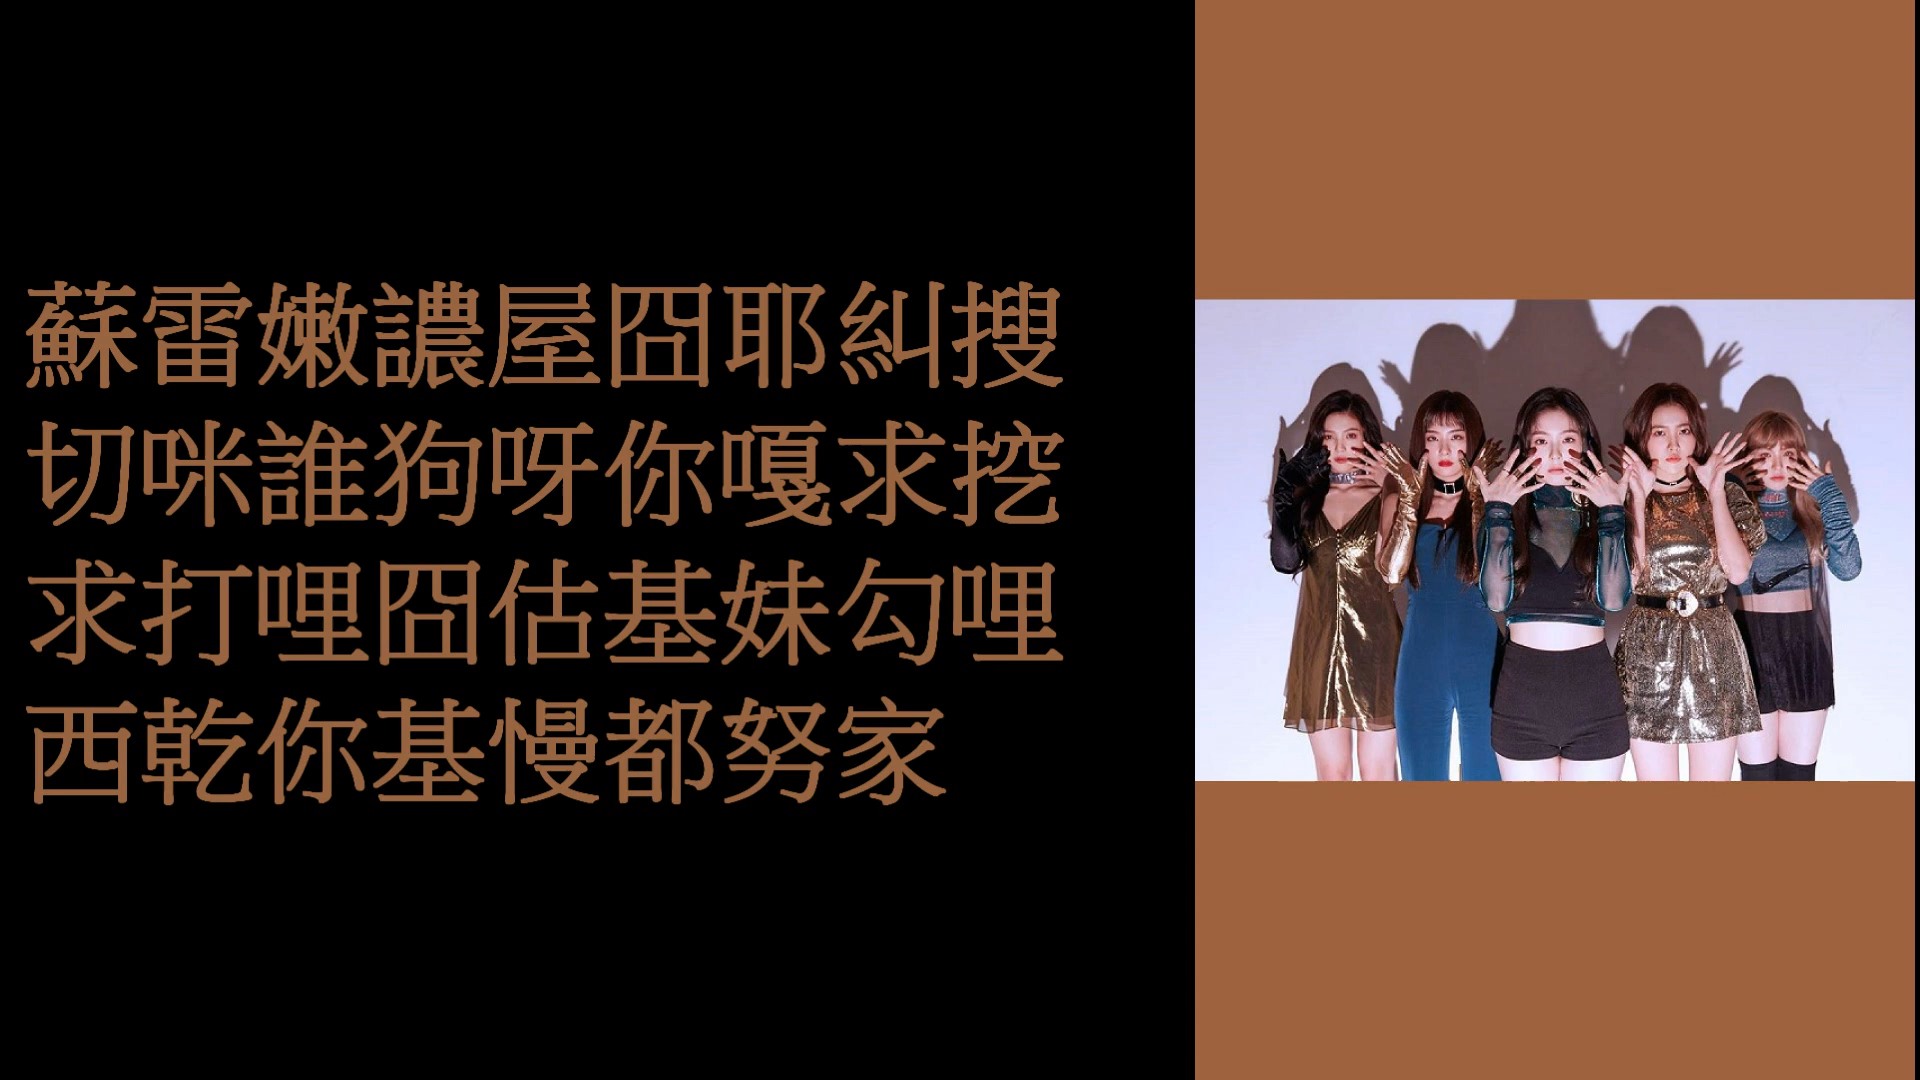 蘇雷嫩譨屋囧耶糾搜
切咪誰狗呀你嘎求挖
求打哩囧估基妹勾哩
西乾你基慢都努家